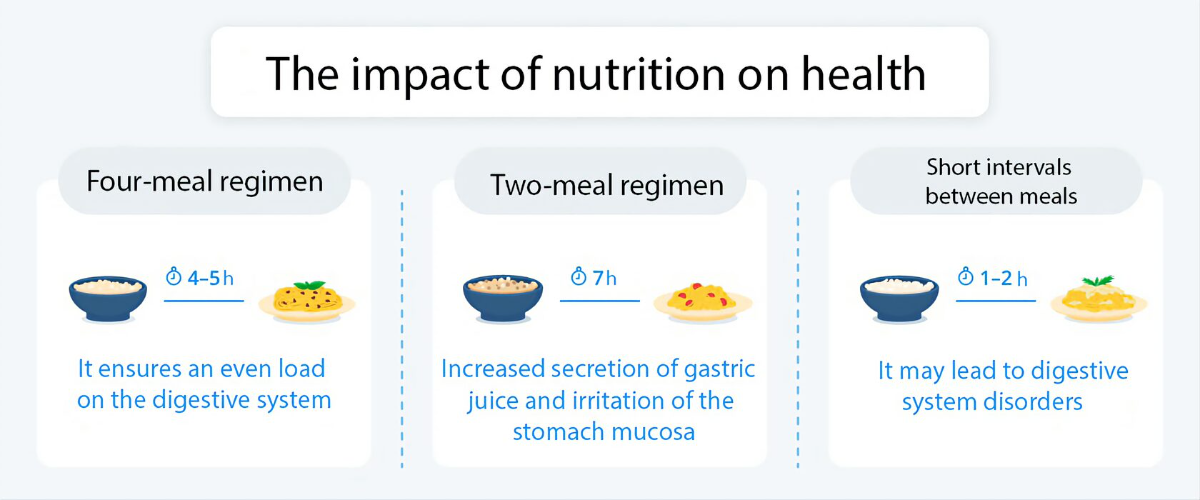 The impact of nutrition on health
Four-meal regimen
4–5 h
It ensures an even load
on the digestive system
Two-meal regimen
7 h
Increased secretion of gastric
juice and irritation of the
stomach mucosa
Short intervals
between meals
1–2 h
It may lead to digestive
system disorders